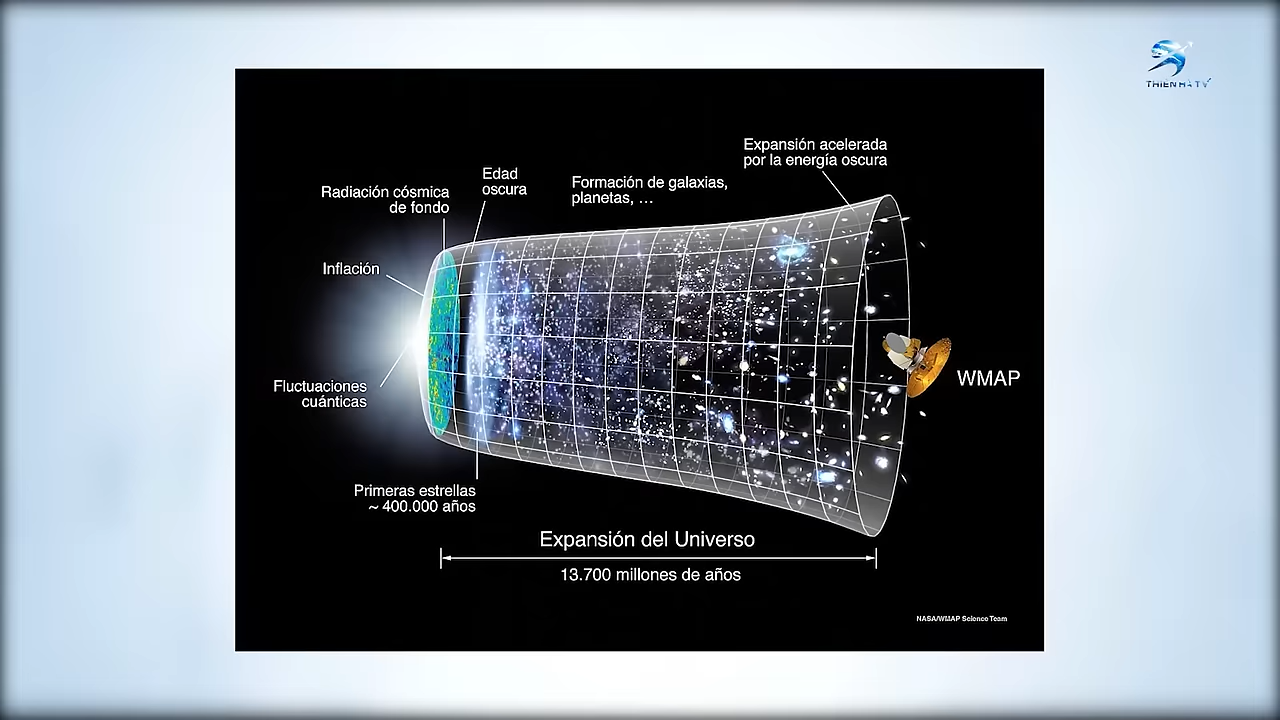 THIÊN HÀ TV
Expansión acelerada
por la energía oscura
Edad
oscura
Formación de galaxias,
planetas, ...
Radiación cósmica
de fondo
Inflación
Fluctuaciones
cuánticas
WMAP
Primeras estrellas
~ 400.000 años
Expansión del Universo
13.700 millones de años
NASA/WMAP Science Team